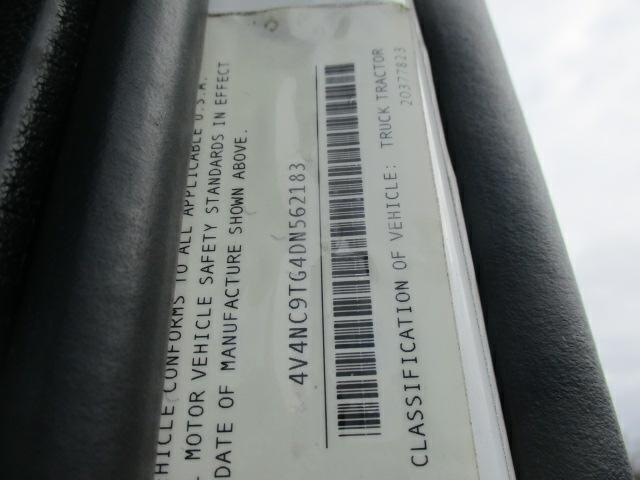 HICLE CONFORMS TO ALL APPLICABLE U.S.A.
MOTOR VEHICLE SAFETY STANDARDS IN EFFECT
DATE OF MANUFACTURE SHOWN ABOVE.
4V4NC9TG4DN562183
CLASSIFICATION OF VEHICLE: TRUCK TRACTOR
20377823